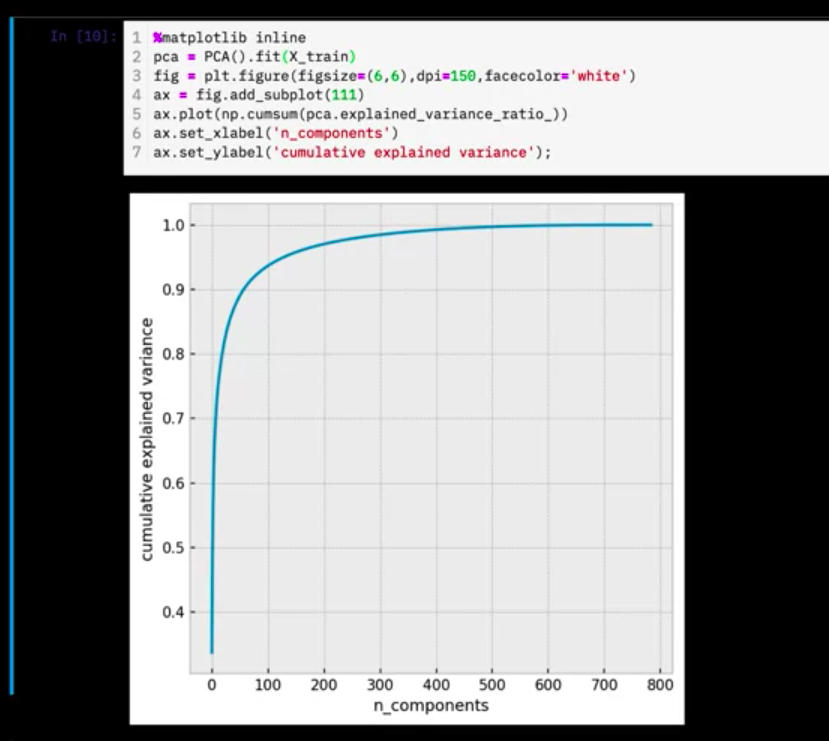 In [10]:
1 %matplotlib inline
2 pca = PCA().fit(X_train)
3 fig = plt.figure(figsize=(6,6),dpi=150,facecolor='white')
4 ax = fig.add_subplot(111)
5 ax.plot(np.cumsum(pca.explained_variance_ratio_))
6 ax.set_xlabel('n_components')
7 ax.set_ylabel('cumulative explained variance');
cumulative explained variance
1.0
0.9
0.8
0.7
0.6
0.5
0.4
0 100 200 300 400 500 600 700 800
n_components